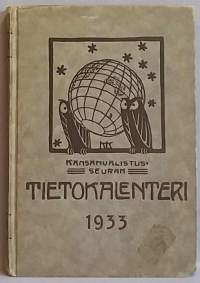 KANSANVALISTUS-
SEURAN
TIETOKALENTERI
1933